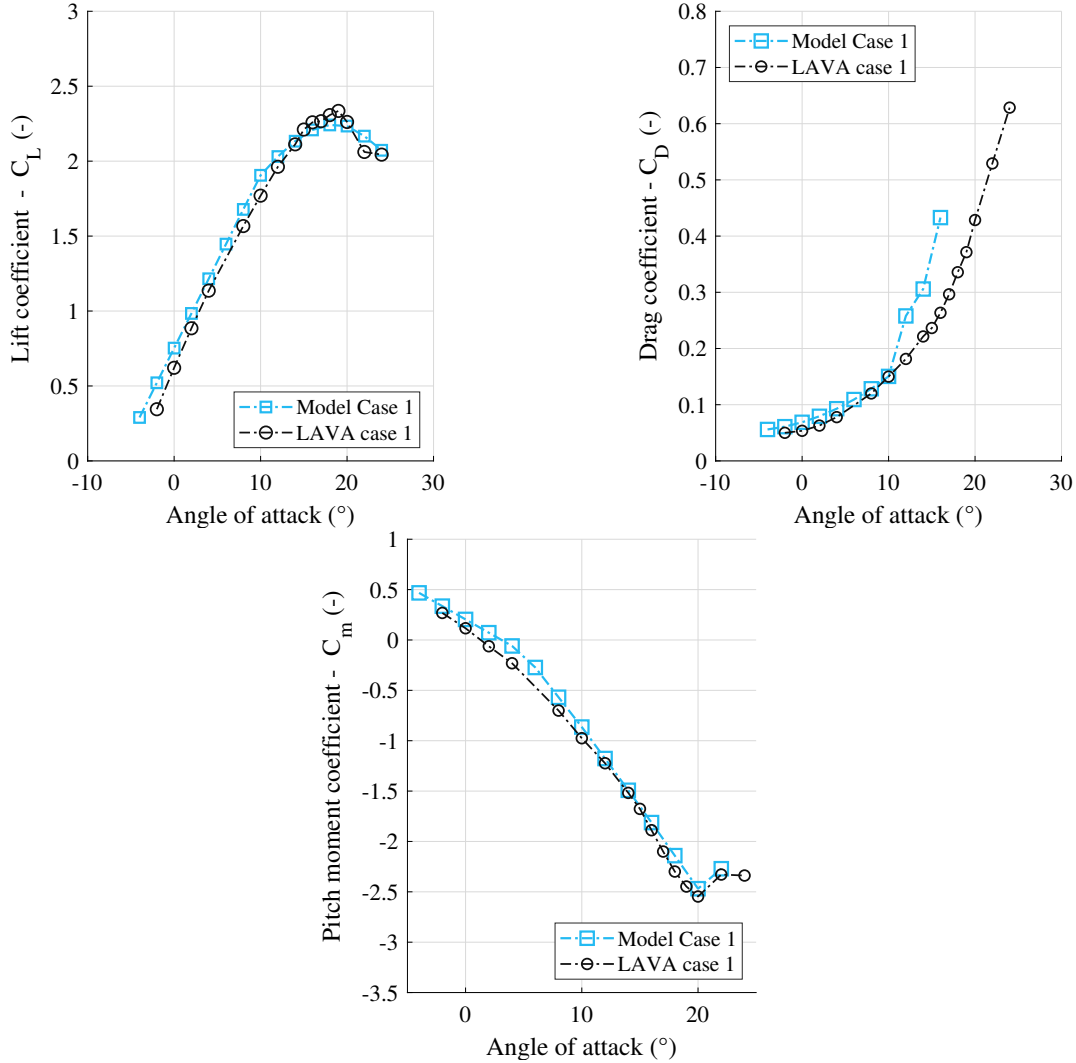 3
2.5
2
1.5
1
0.5
0
-10 0 10 20 30
Angle of attack (°)
Lift coefficient - C_L (-)
Model Case 1
LAVA case 1
0.8
0.7
0.6
0.5
0.4
0.3
0.2
0.1
0
-10 0 10 20 30
Angle of attack (°)
Drag coefficient - C_D (-)
Model Case 1
LAVA case 1
1
0.5
0
-0.5
-1
-1.5
-2
-2.5
-3
-3.5
0 10 20
Angle of attack (°)
Pitch moment coefficient - C_m (-)
Model Case 1
LAVA case 1